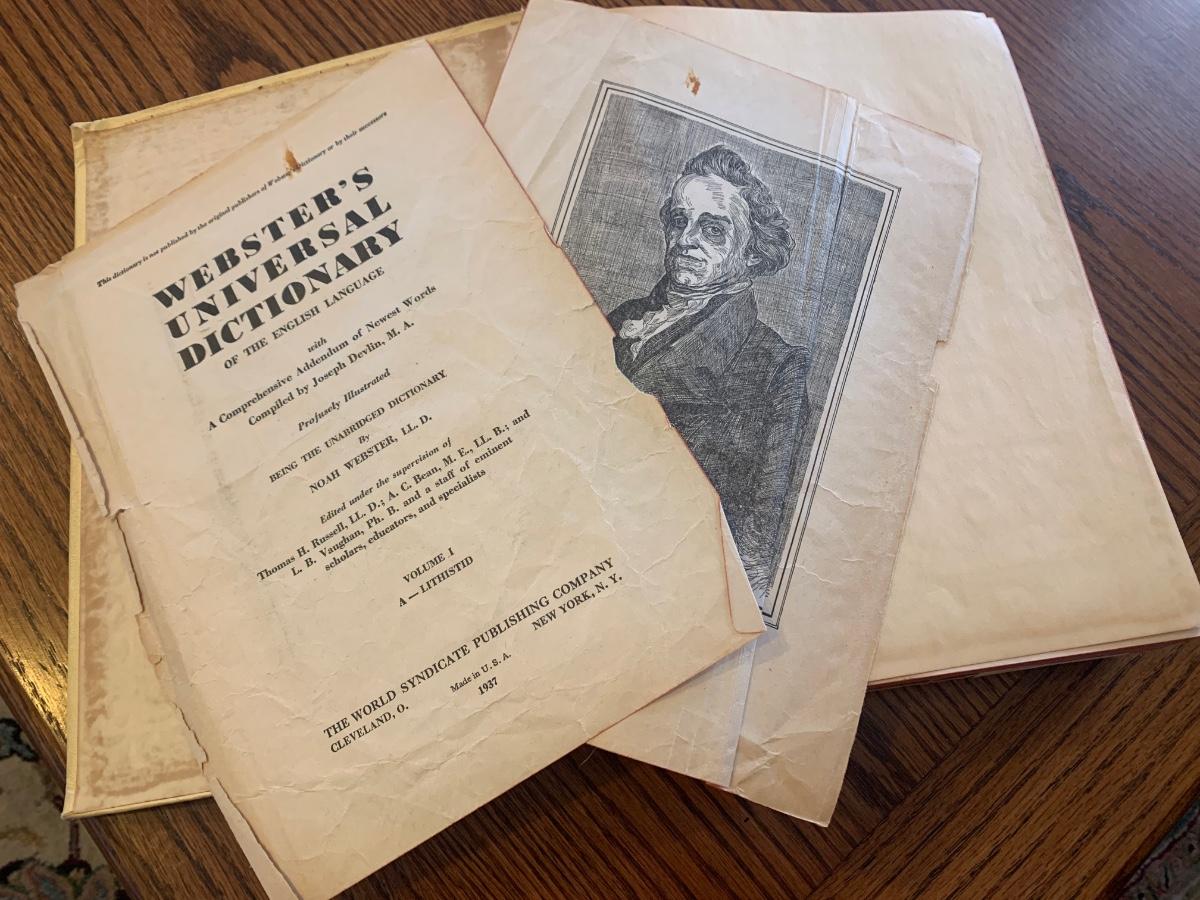 This dictionary is not published by the original publishers of Webster's Dictionary or by their successors
WEBSTER'S
UNIVERSAL
DICTIONARY
OF THE ENGLISH LANGUAGE
with
A Comprehensive Addendum of Newest Words
Compiled by Joseph Devlin, M. A.
Profusely Illustrated
BEING THE UNABRIDGED DICTIONARY
By
NOAH WEBSTER, LL. D.
Edited under the supervision of
Thomas H. Russell, LL. D.; A. C. Bean, M. E., LL. B.; and
L. B. Vaughan, Ph. B. and a staff of eminent
scholars, educators, and specialists
VOLUME I
A — LITHISTID
THE WORLD SYNDICATE PUBLISHING COMPANY
CLEVELAND, O. NEW YORK, N. Y.
Made in U. S. A.
1937